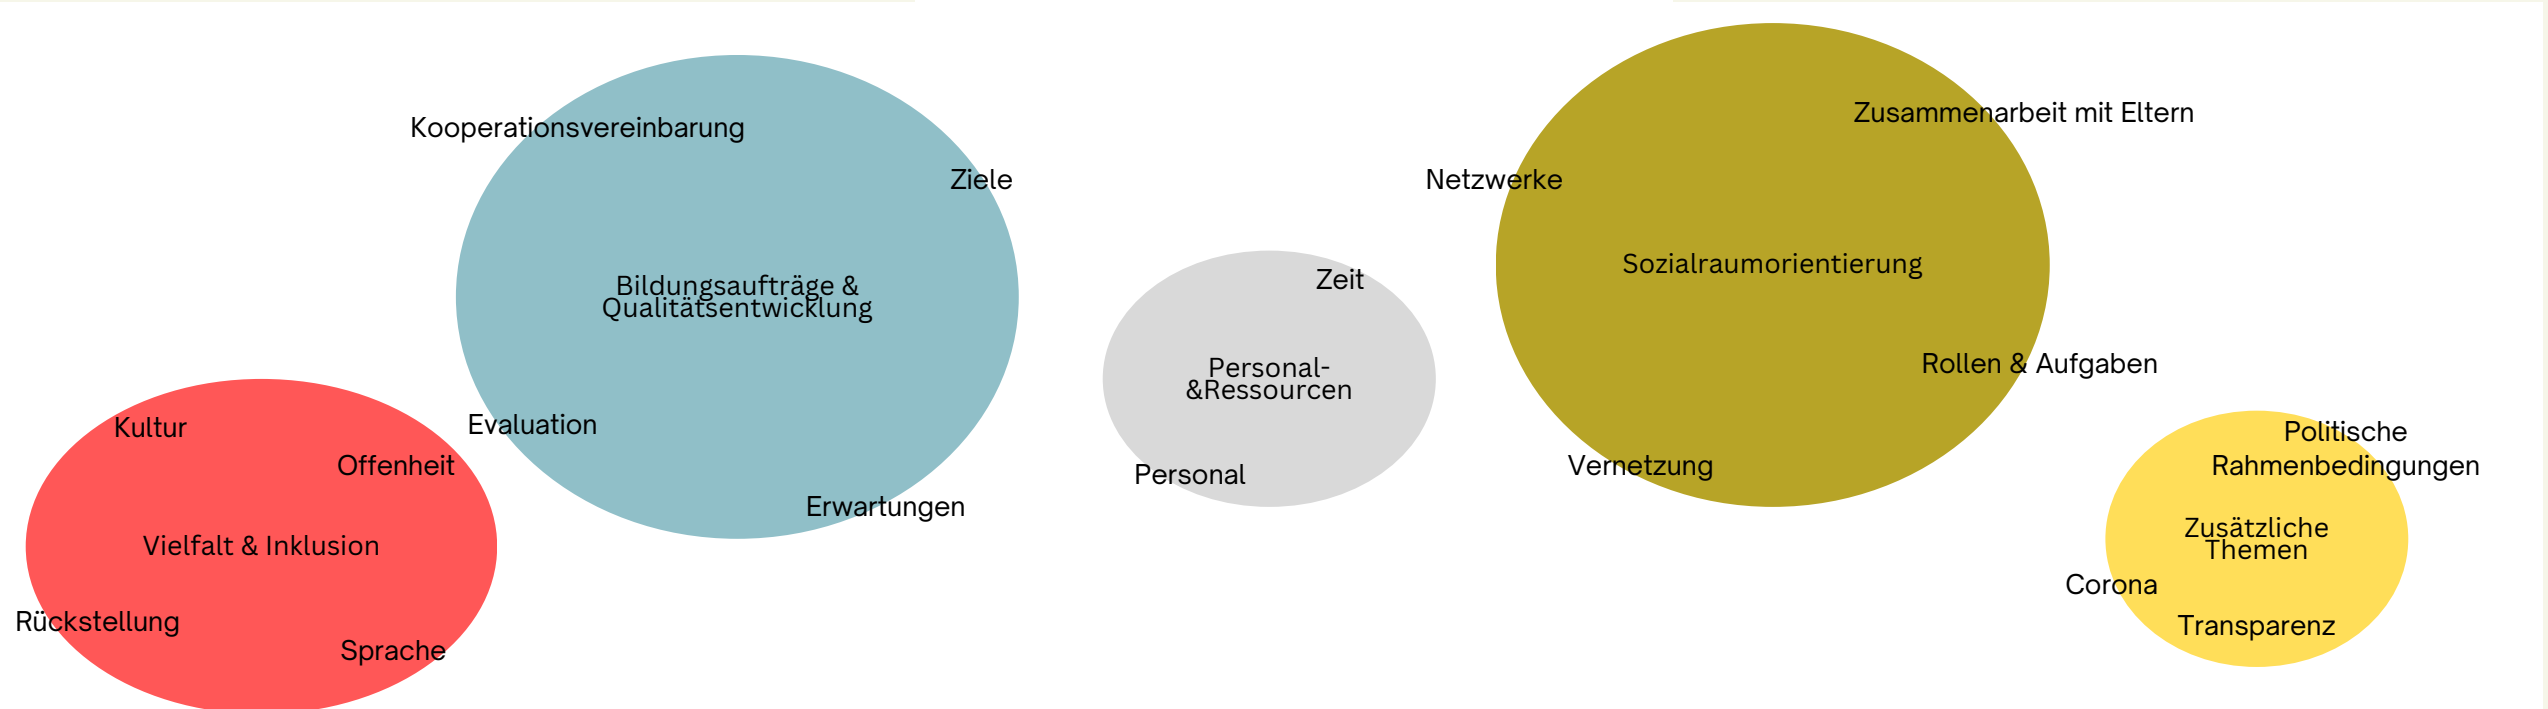 Kooperationsvereinbarung
Ziele
Bildungsaufträge &
Qualitätsentwicklung
Evaluation
Erwartungen
Kultur
Offenheit
Vielfalt & Inklusion
Rückstellung
Sprache
Zeit
Personal-
&Ressourcen
Personal
Zusammenarbeit mit Eltern
Netzwerke
Sozialraumorientierung
Rollen & Aufgaben
Vernetzung
Politische
Rahmenbedingungen
Zusätzliche
Themen
Corona
Transparenz